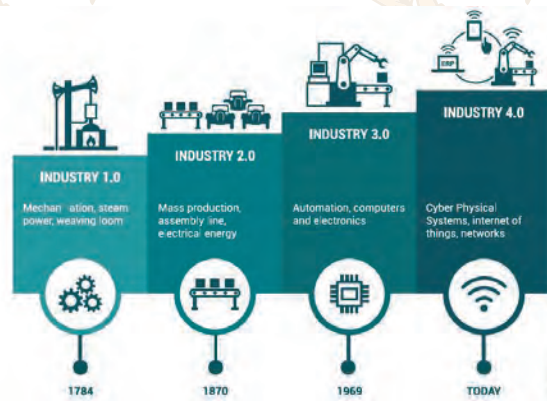 ERP
INDUSTRY 1.0
Mechan ation, steam
power, weaving loom
1784
INDUSTRY 2.0
Mass production,
assembly line,
electrical energy
1870
INDUSTRY 3.0
Automation, computers
and electronics
1969
INDUSTRY 4.0
Cyber Physical
Systems, internet of
things, networks
TODAY